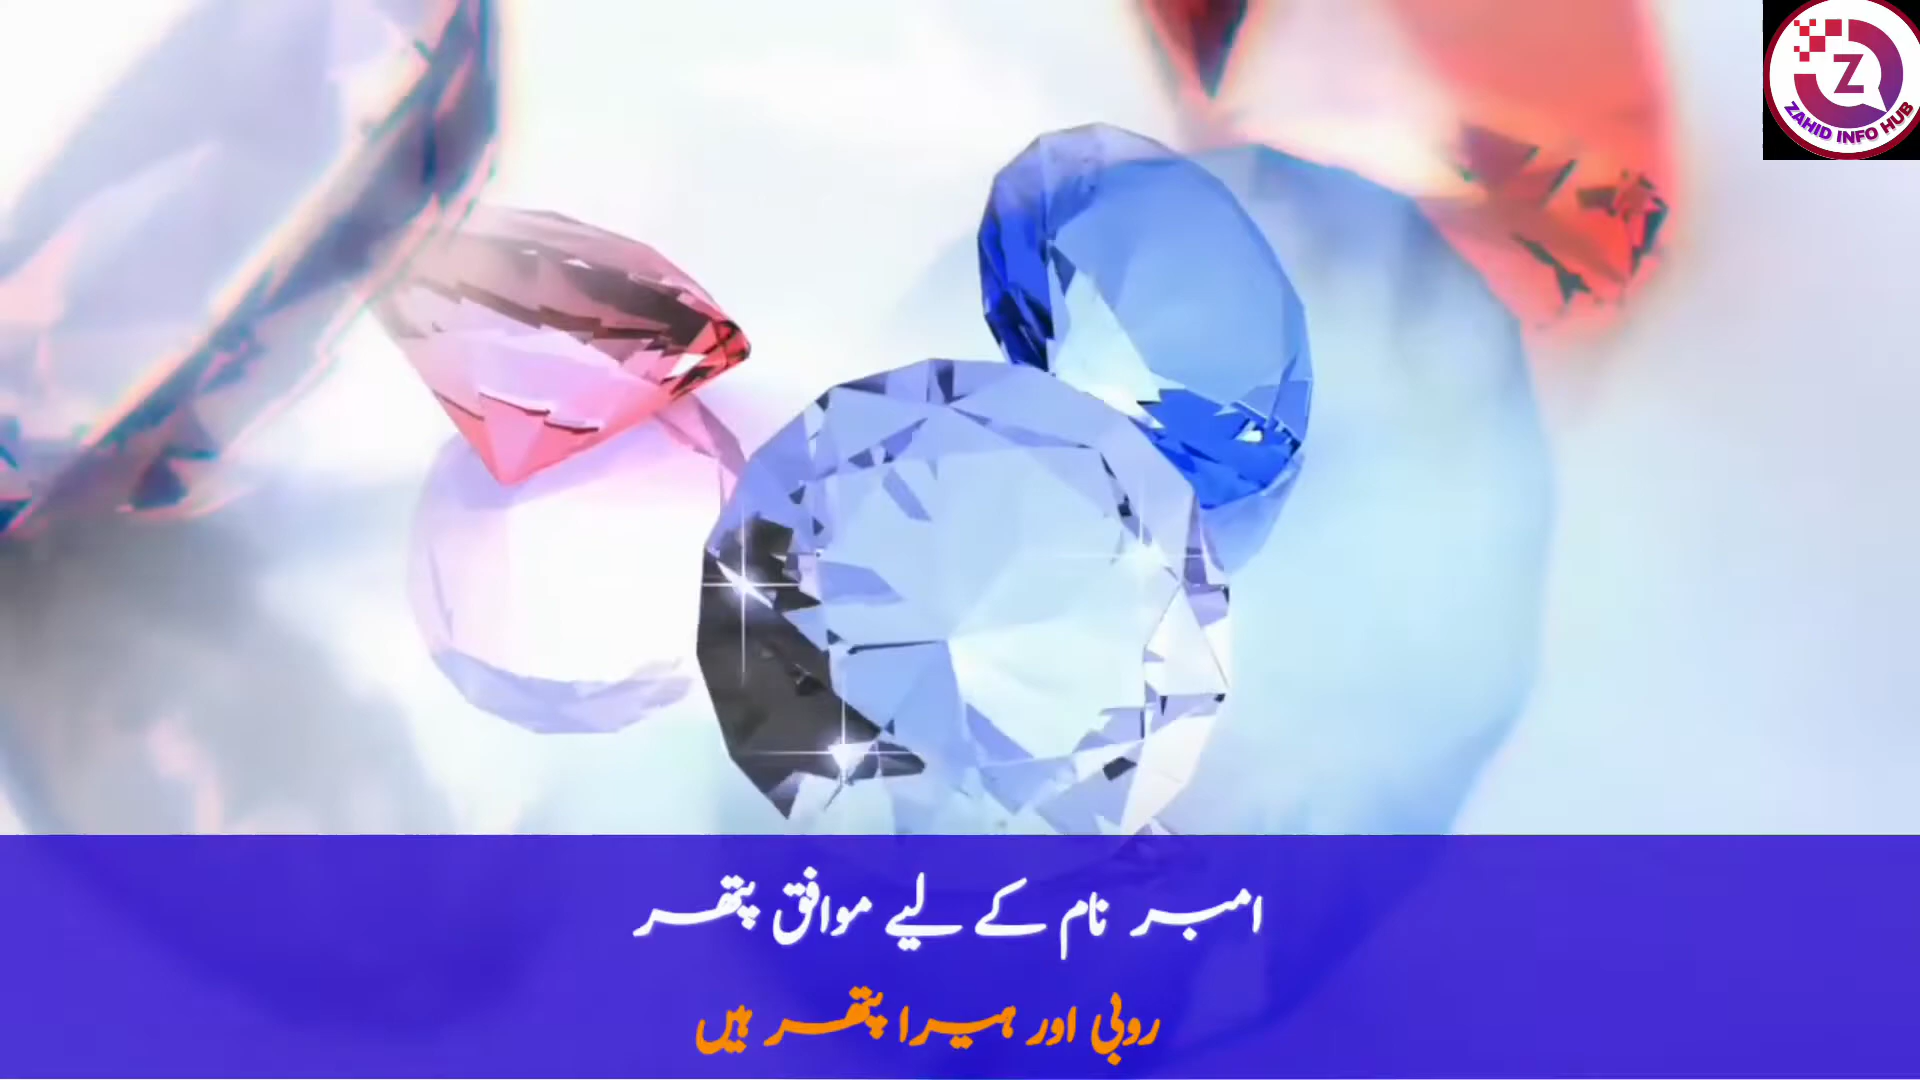 Z
ZAHID INFO HUB
امبر نام کے لیے موافق پتھر
روبی اور ہیرا پتھر ہیں